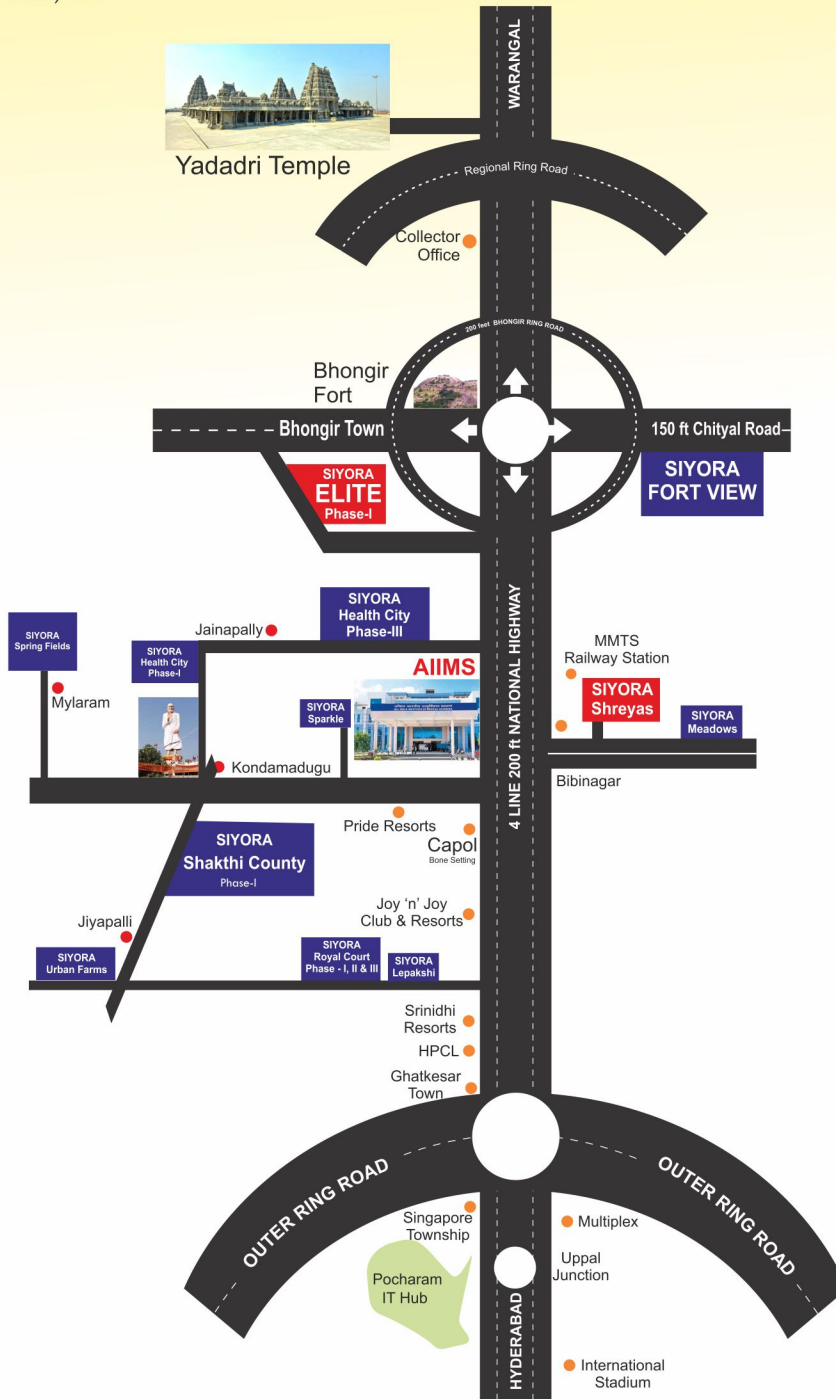 WARANGAL
Yadadri Temple
Regional Ring Road
Collector
Office
200 feet BHONGIR RING ROAD
Bhongir
Fort
Bhongir Town
150 ft Chityal Road
SIYORA
ELITE
Phase-I
SIYORA
FORT VIEW
SIYORA
Health City
Phase-III
Jainapally
SIYORA
Spring Fields
SIYORA
Health City
Phase-I
Mylaram
AIIMS
SIYORA
Sparkle
Kondamadugu
4 LINE 200 ft NATIONAL HIGHWAY
MMTS
Railway Station
SIYORA
Shreyas
SIYORA
Meadows
Bibinagar
Pride Resorts
Capol
Bone Setting
SIYORA
Shakthi County
Phase-I
Joy 'n' Joy
Club & Resorts
Jiyapalli
SIYORA
Urban Farms
SIYORA
Royal Court
Phase - I, II & III
SIYORA
Lepakshi
Srinidhi
Resorts
HPCL
Ghatkesar
Town
OUTER RING ROAD
OUTER RING ROAD
Singapore
Township
Multiplex
Uppal
Junction
Pocharam
IT Hub
HYDERABAD
International
Stadium